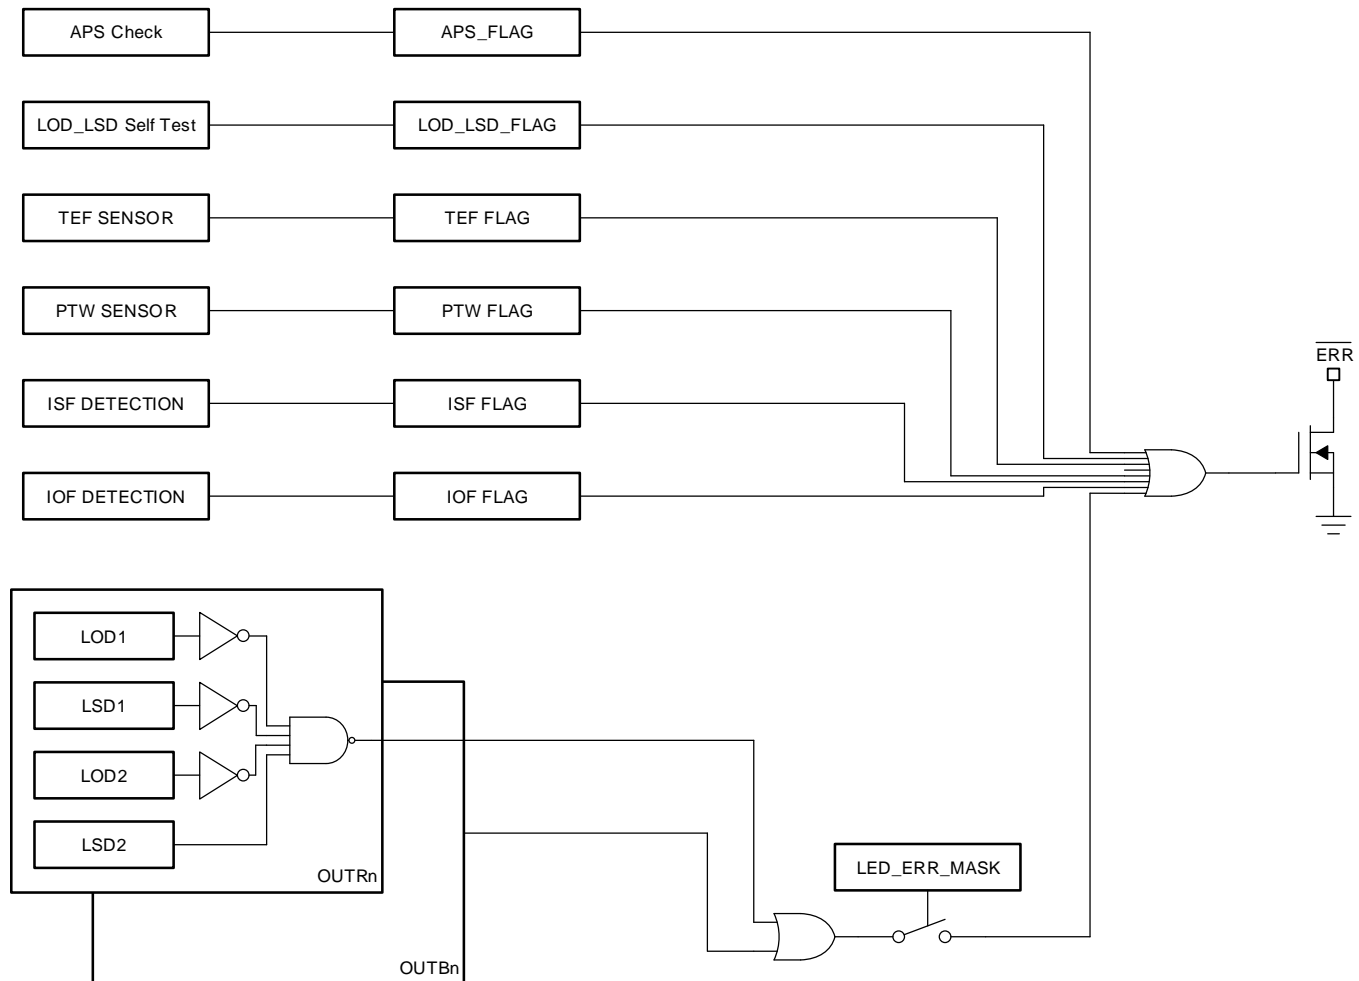 APS Check
APS_FLAG
LOD_LSD Self Test
LOD_LSD_FLAG
TEF SENSOR
TEF FLAG
PTW SENSOR
PTW FLAG
ERR
ISF DETECTION
ISF FLAG
IOF DETECTION
IOF FLAG
LOD1
LSD1
LOD2
LSD2
OUTRn
LED_ERR_MASK
OUTBn